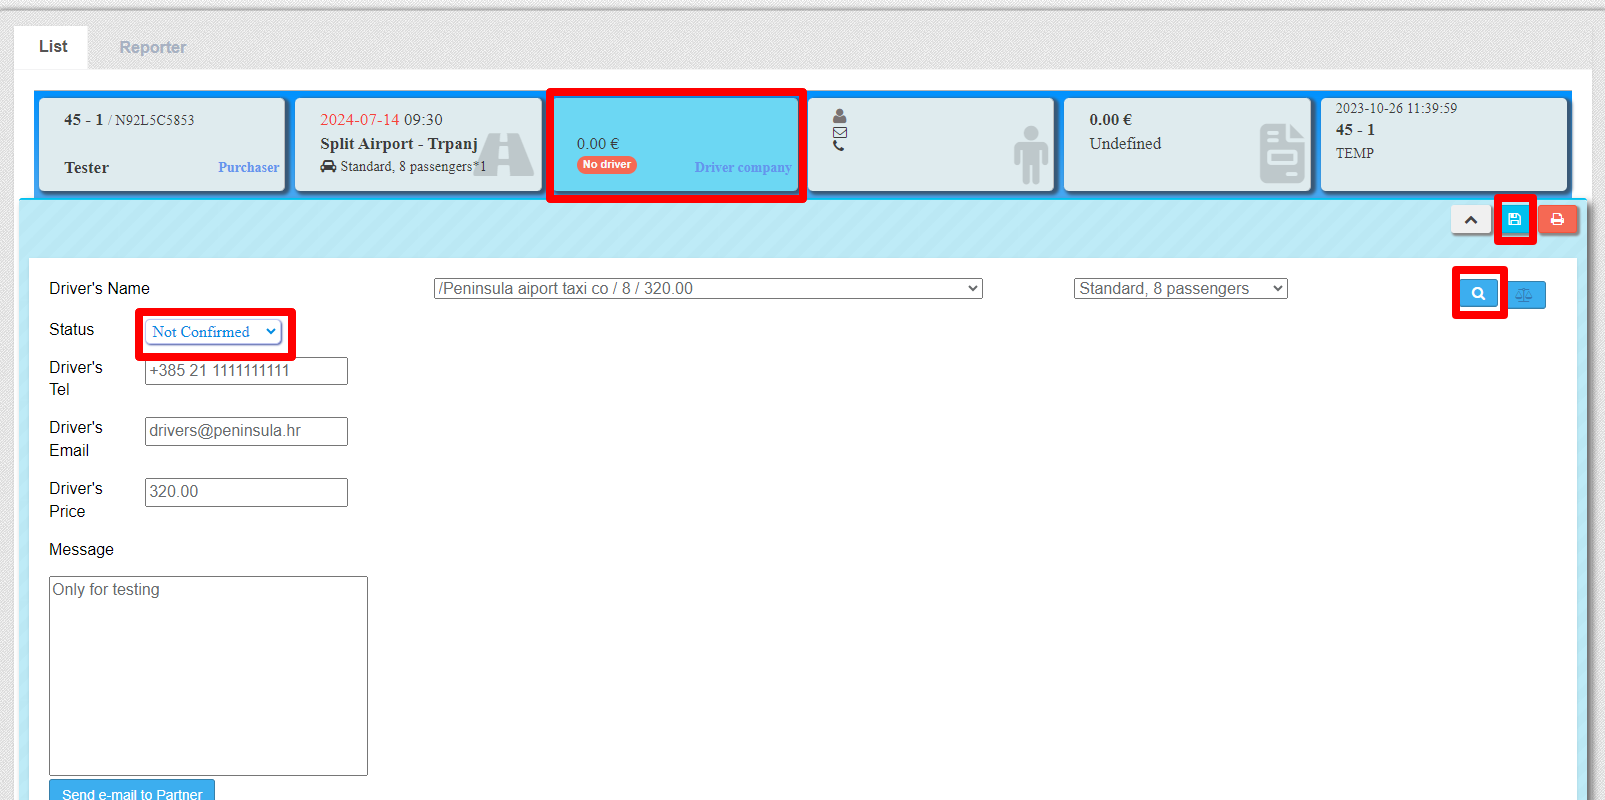 List
Reporter
45 - 1 / N92L5C5853
Tester
Purchaser
2024-07-14 09:30
Split Airport - Trpanj
Standard, 8 passengers*1
0.00 €
No driver
Driver company
0.00 €
Undefined
2023-10-26 11:39:59
45 - 1
TEMP
Driver's Name
/Peninsula aiport taxi co / 8 / 320.00
Standard, 8 passengers
Status
Not Confirmed
Driver's
Tel
+385 21 1111111111
Driver's
Email
drivers@peninsula.hr
Driver's
Price
320.00
Message
Only for testing
Send e-mail to Partner